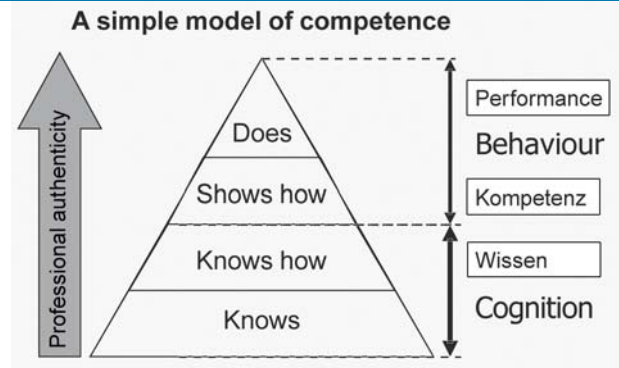 A simple model of competence
Professional authenticity
Does
Shows how
Knows how
Knows
Performance
Behaviour
Kompetenz
Wissen
Cognition